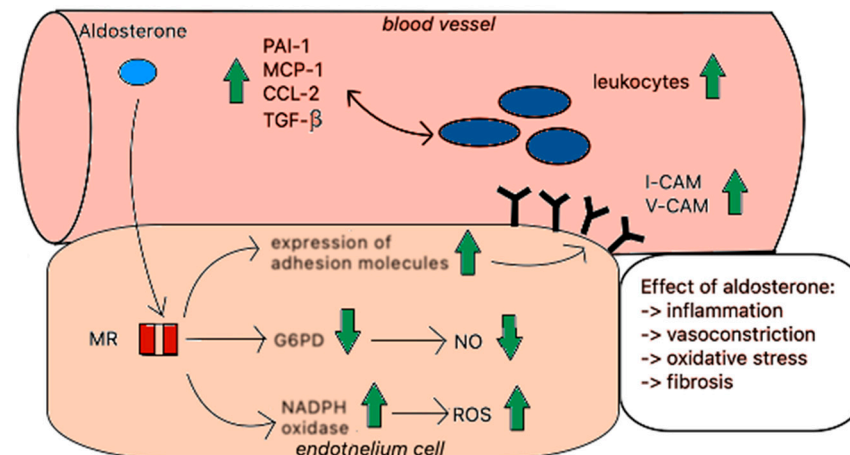 blood vessel
Aldosterone
PAI-1
MCP-1
CCL-2
TGF-β
leukocytes
I-CAM
V-CAM
expression of
adhesion molecules
MR
G6PD
NO
NADPH
oxidase
ROS
endotnelium cell
Effect of aldosterone:
-> inflammation
-> vasoconstriction
-> oxidative stress
-> fibrosis